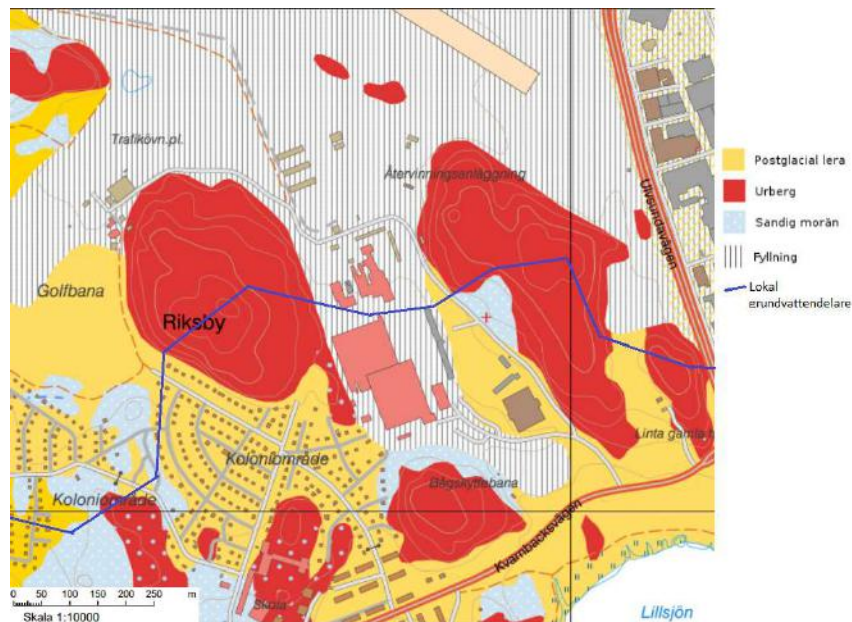 Trafikövn.pl.
Återvinningsanläggning
Ulvsundavägen
Golfbana
Riksby
Koloniområde
Koloniområde
Bågskyttebana
Linta gamla
Kvarnbacksvägen
Skola
Lillsjön
0 50 100 150 200 250 m
Skala 1:10000
Postglacial lera
Urberg
Sandig morän
Fyllning
Lokal
grundvattendelare